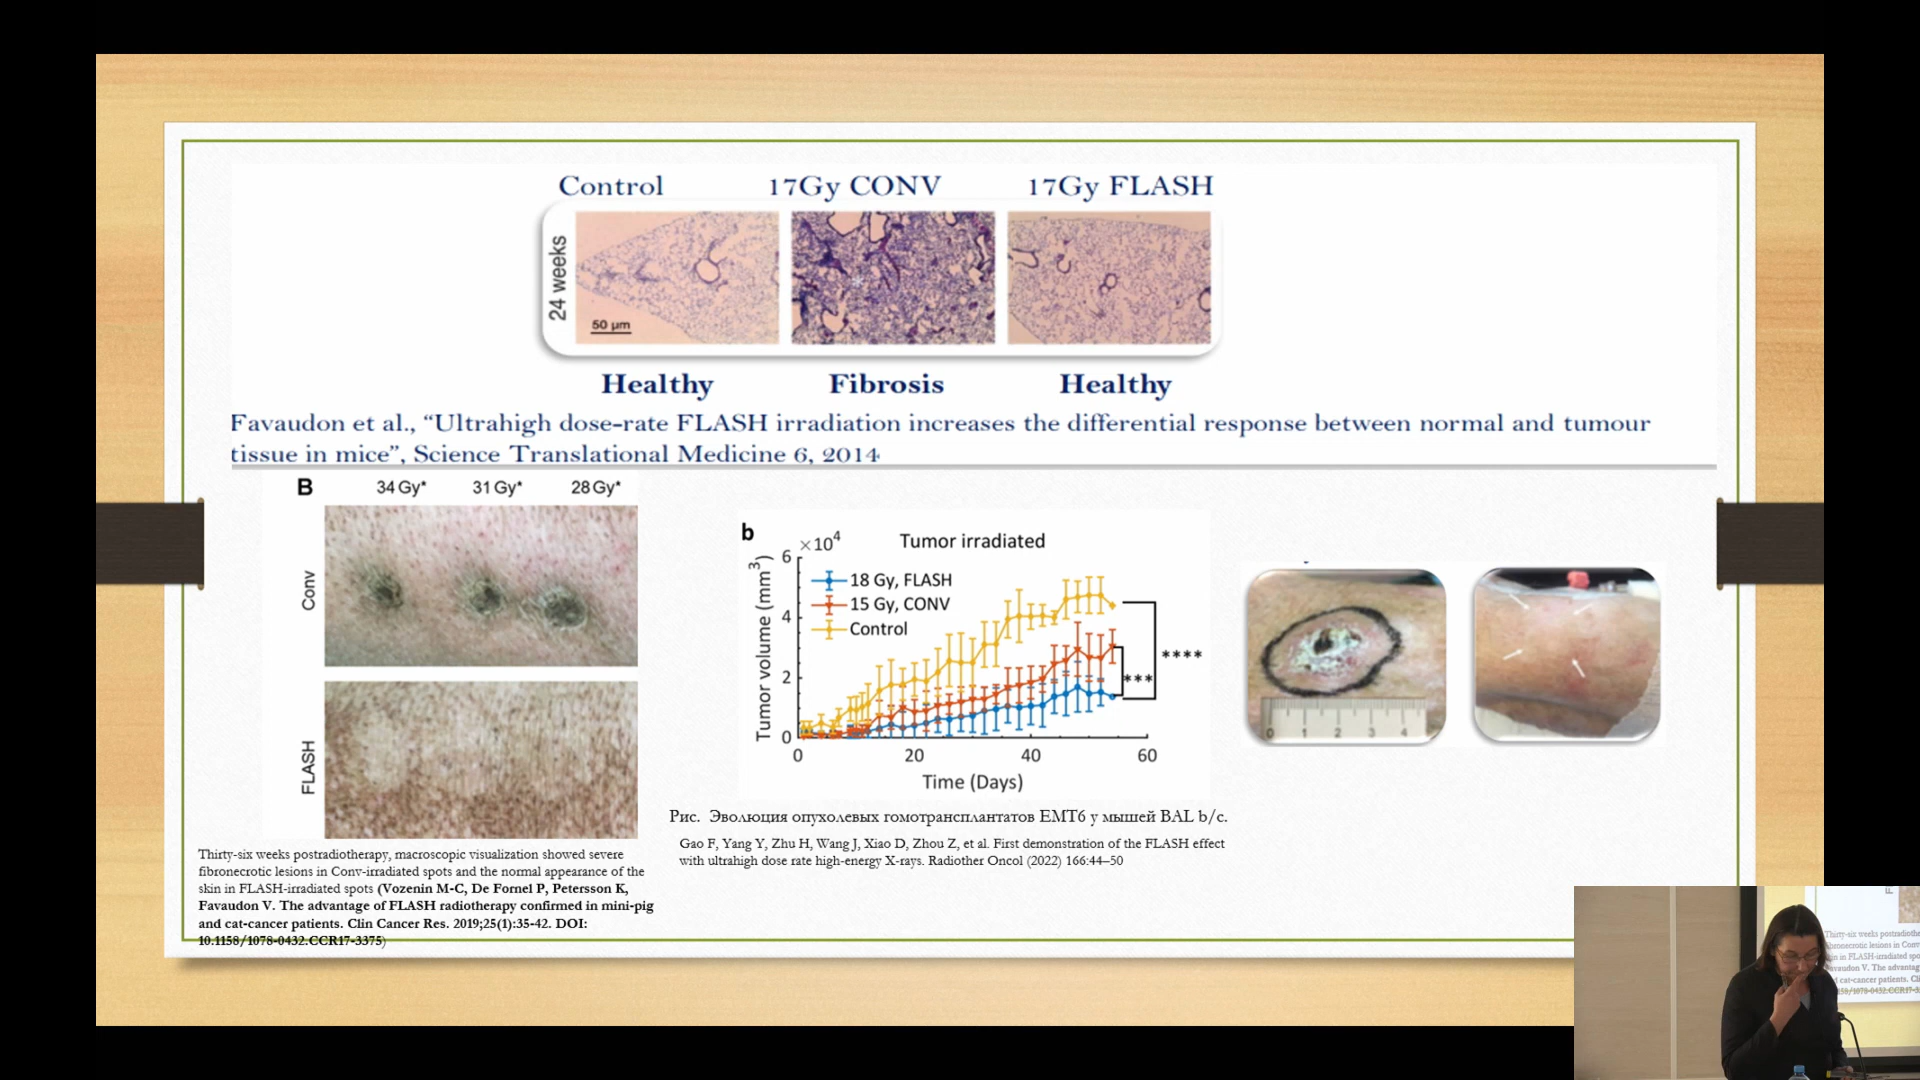 Control 17Gy CONV 17Gy FLASH
24 weeks
50 µm
Healthy Fibrosis Healthy
Favaudon et al., “Ultrahigh dose-rate FLASH irradiation increases the differential response between normal and tumour
tissue in mice”, Science Translational Medicine 6, 2014
B 34 Gy* 31 Gy* 28 Gy*
Conv
FLASH
Thirty-six weeks postradiotherapy, macroscopic visualization showed severe
fibronecrotic lesions in Conv-irradiated spots and the normal appearance of the
skin in FLASH-irradiated spots (Vozenin M-C, De Fornel P, Petersson K,
Favaudon V. The advantage of FLASH radiotherapy confirmed in mini-pig
and cat-cancer patients. Clin Cancer Res. 2019;25(1):35-42. DOI:
10.1158/1078-0432.CCR17-3375)
b
×10⁴ Tumor irradiated
Tumor volume (mm³)
6
4
2
0
18 Gy, FLASH
15 Gy, CONV
Control
****
***
0 20 40 60
Time (Days)
Рис. Эволюция опухолевых гомотрансплантатов EMT6 у мышей BAL b/c.
Gao F, Yang Y, Zhu H, Wang J, Xiao D, Zhou Z, et al. First demonstration of the FLASH effect
with ultrahigh dose rate high-energy X-rays. Radiother Oncol (2022) 166:44–50
0 1 2 3 4